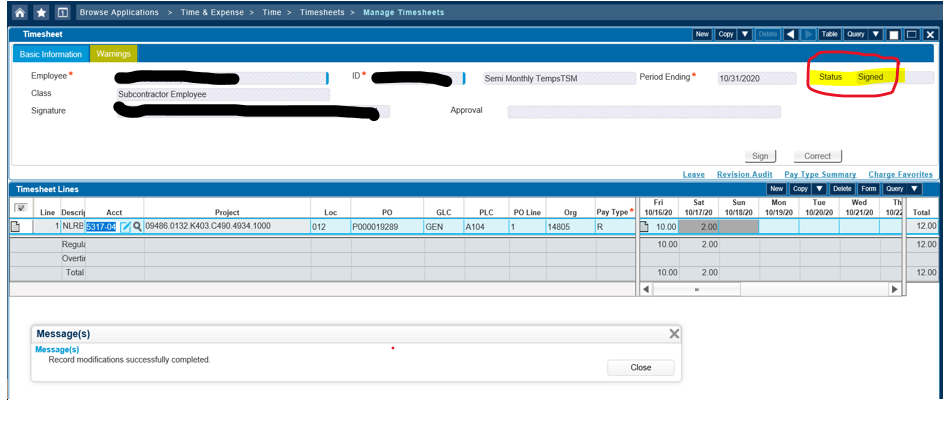 1 Browse Applications > Time & Expense > Time > Timesheets > Manage Timesheets
Timesheet New Copy ▼ Delete Table Query ▼
Basic Information Warnings
Employee * ID * Semi Monthly TempsTSM Period Ending * 10/31/2020 Status Signed
Class Subcontractor Employee
Signature Approval
Sign Correct
Leave Revision Audit Pay Type Summary Charge Favorites
Timesheet Lines New Copy ▼ Delete Form Query ▼
Fri Sat Sun Mon Tue Wed Th
Line Descrip Acct Project Loc PO GLC PLC PO Line Org Pay Type * 10/16/20 10/17/20 10/18/20 10/19/20 10/20/20 10/21/20 10/22 Total
1 NLRB 5317-04 09486.0132.K403.C490.4934.1000 012 P000019289 GEN A104 1 14805 R 10.00 2.00 12.00
Regula 10.00 2.00 12.00
Overtin
Total 10.00 2.00 12.00
Message(s)
Message(s)
Record modifications successfully completed.
Close